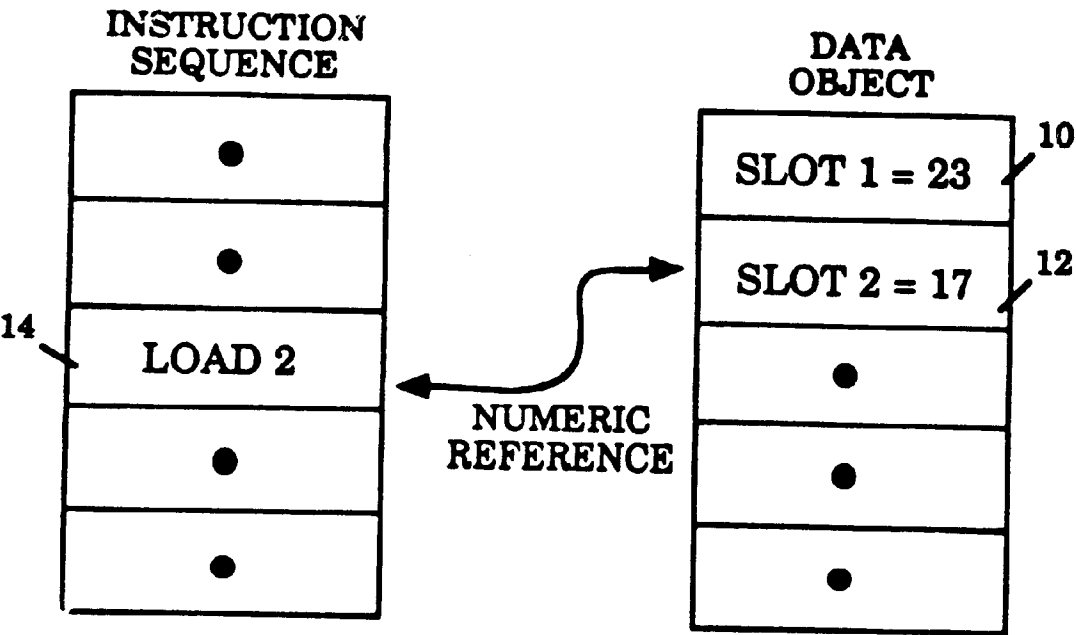 INSTRUCTION
SEQUENCE
DATA
OBJECT
10
SLOT 1 = 23
12
SLOT 2 = 17
14
LOAD 2
NUMERIC
REFERENCE